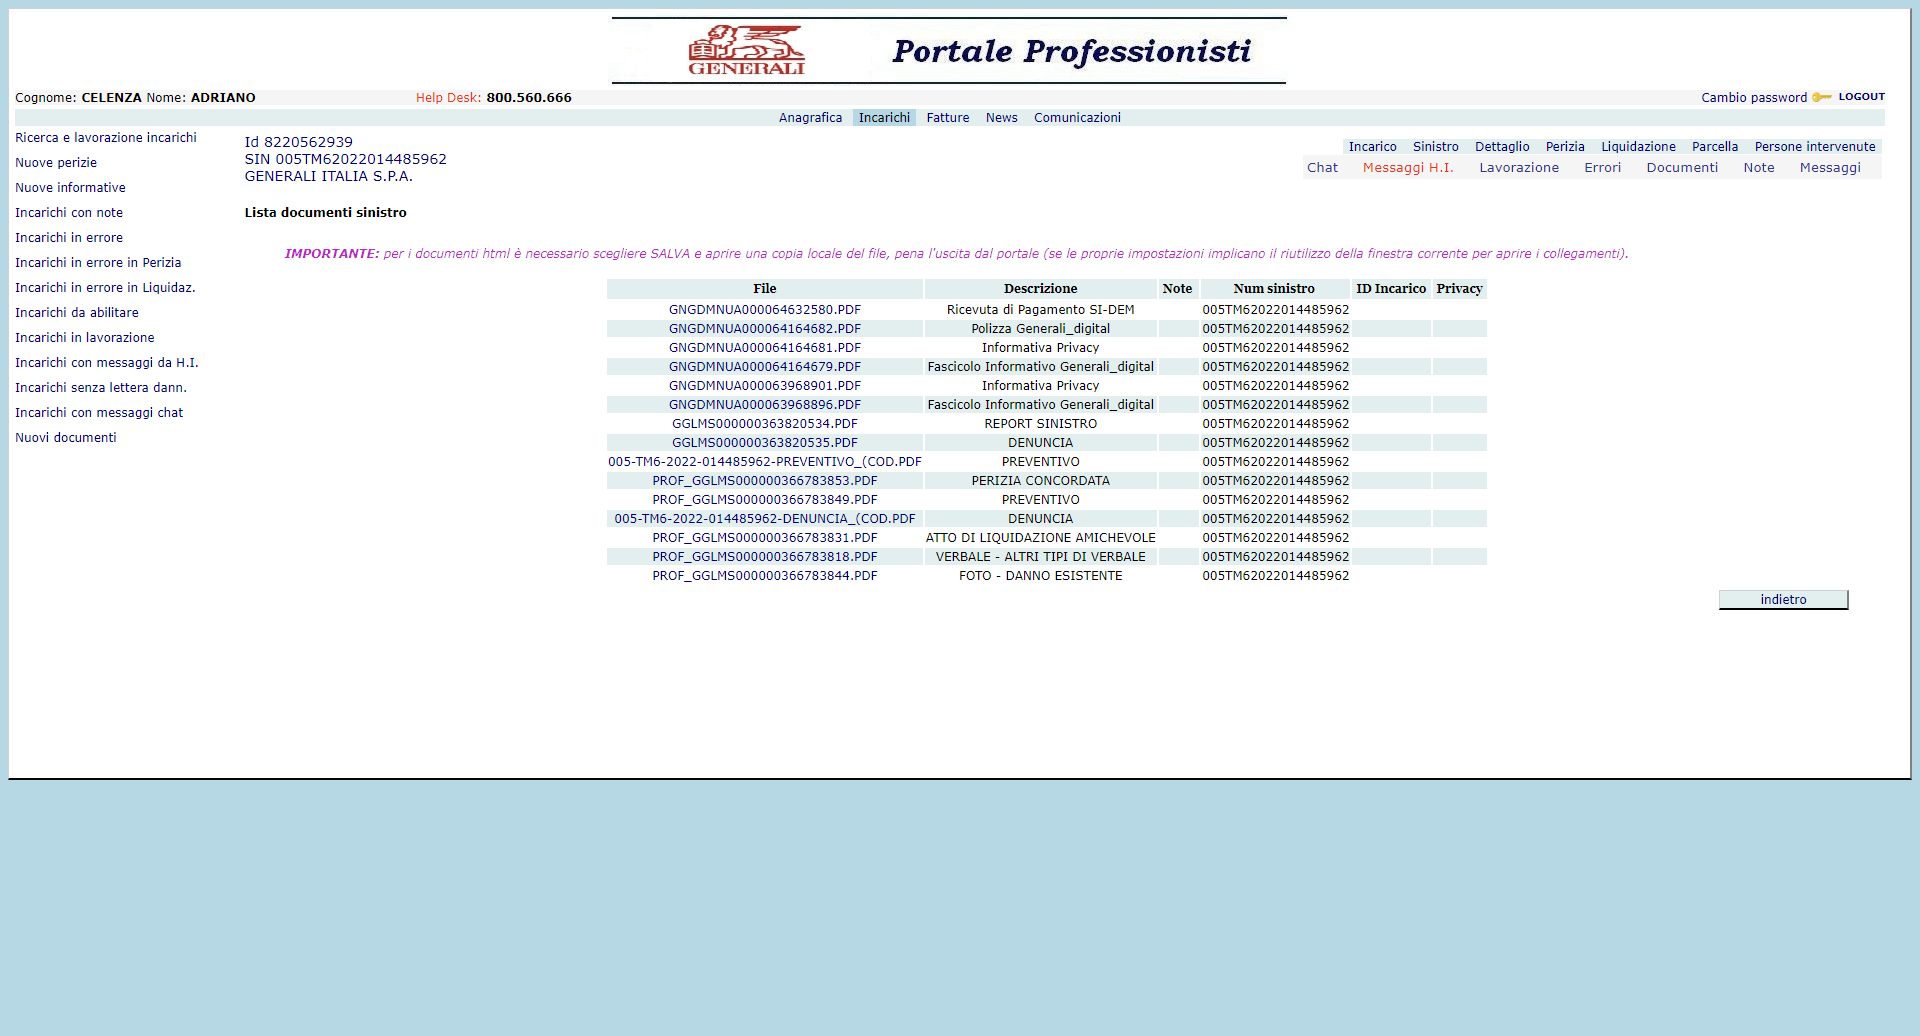 GENERALI
Portale Professionisti
Cognome: CELENZA Nome: ADRIANO Help Desk: 800.560.666 Cambio password LOGOUT
Anagrafica Incarichi Fatture News Comunicazioni
Ricerca e lavorazione incarichi
Nuove perizie
Nuove informative
Incarichi con note
Incarichi in errore
Incarichi in errore in Perizia
Incarichi in errore in Liquidaz.
Incarichi da abilitare
Incarichi in lavorazione
Incarichi con messaggi da H.I.
Incarichi senza lettera dann.
Incarichi con messaggi chat
Nuovi documenti
Id 8220562939
SIN 005TM62022014485962
GENERALI ITALIA S.P.A.
Incarico Sinistro Dettaglio Perizia Liquidazione Parcella Persone intervenute
Chat Messaggi H.I. Lavorazione Errori Documenti Note Messaggi
Lista documenti sinistro
IMPORTANTE: per i documenti html è necessario scegliere SALVA e aprire una copia locale del file, pena l'uscita dal portale (se le proprie impostazioni implicano il riutilizzo della finestra corrente per aprire i collegamenti).
File Descrizione Note Num sinistro ID Incarico Privacy
GNGDMNUA000064632580.PDF Ricevuta di Pagamento SI-DEM 005TM62022014485962
GNGDMNUA000064164682.PDF Polizza Generali_digital 005TM62022014485962
GNGDMNUA000064164681.PDF Informativa Privacy 005TM62022014485962
GNGDMNUA000064164679.PDF Fascicolo Informativo Generali_digital 005TM62022014485962
GNGDMNUA000063968901.PDF Informativa Privacy 005TM62022014485962
GNGDMNUA000063968896.PDF Fascicolo Informativo Generali_digital 005TM62022014485962
GGLMS000000363820534.PDF REPORT SINISTRO 005TM62022014485962
GGLMS000000363820535.PDF DENUNCIA 005TM62022014485962
005-TM6-2022-014485962-PREVENTIVO_(COD.PDF PREVENTIVO 005TM62022014485962
PROF_GGLMS000000366783853.PDF PERIZIA CONCORDATA 005TM62022014485962
PROF_GGLMS000000366783849.PDF PREVENTIVO 005TM62022014485962
005-TM6-2022-014485962-DENUNCIA_(COD.PDF DENUNCIA 005TM62022014485962
PROF_GGLMS000000366783831.PDF ATTO DI LIQUIDAZIONE AMICHEVOLE 005TM62022014485962
PROF_GGLMS000000366783818.PDF VERBALE - ALTRI TIPI DI VERBALE 005TM62022014485962
PROF_GGLMS000000366783844.PDF FOTO - DANNO ESISTENTE 005TM62022014485962
indietro